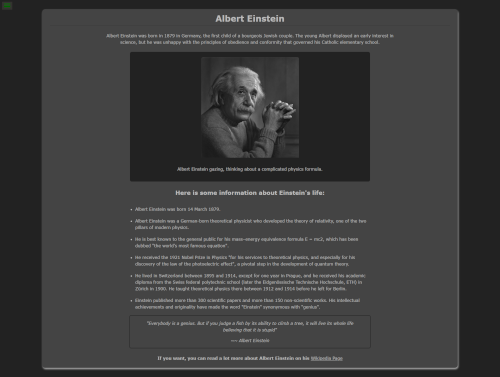 Albert Einstein
Albert Einstein was born in 1879 in Germany, the first child of a bourgeois Jewish couple. The young Albert displayed an early interest in
science, but he was unhappy with the principles of obedience and conformity that governed his Catholic elementary school.
Albert Einstein gazing, thinking about a complicated physics formula.
Here is some information about Einstein's life:
Albert Einstein was born 14 March 1879.
Albert Einstein was a German-born theoretical physicist who developed the theory of relativity, one of the two
pillars of modern physics.
He is best known to the general public for his mass–energy equivalence formula E = mc2, which has been
dubbed "the world's most famous equation".
He received the 1921 Nobel Prize in Physics "for his services to theoretical physics, and especially for his
discovery of the law of the photoelectric effect", a pivotal step in the development of quantum theory.
He lived in Switzerland between 1895 and 1914, except for one year in Prague, and he received his academic
diploma from the Swiss federal polytechnic school (later the Eidgenössische Technische Hochschule, ETH) in
Zürich in 1900. He taught theoretical physics there between 1912 and 1914 before he left for Berlin.
Einstein published more than 300 scientific papers and more than 150 non-scientific works. His intellectual
achievements and originality have made the word "Einstein" synonymous with "genius".
"Everybody is a genius. But if you judge a fish by its ability to climb a tree, it will live its whole life
believing that it is stupid"
--- Albert Einstein
If you want, you can read a lot more about Albert Einstein on his Wikipedia Page